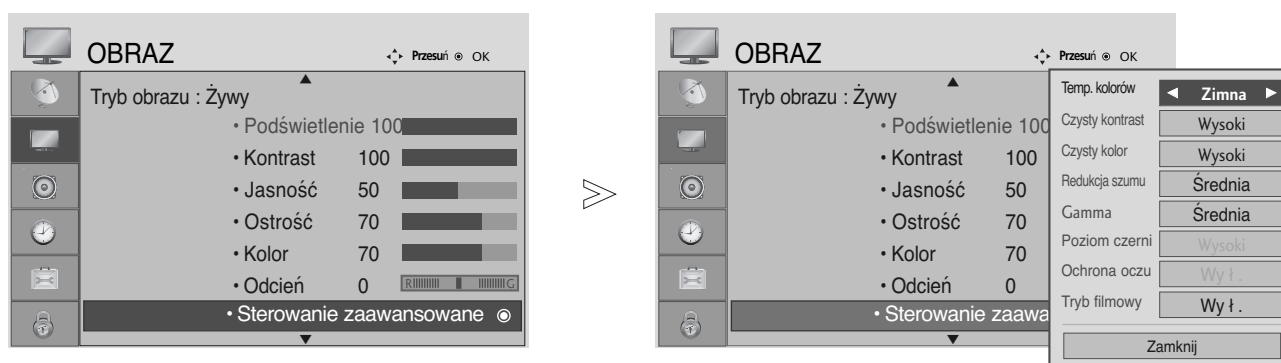 OBRAZ
Przesuń OK
Tryb obrazu : Żywy
• Podświetlenie 100
• Kontrast 100
• Jasność 50
• Ostrość 70
• Kolor 70
• Odcień 0 R G
• Sterowanie zaawansowane
OBRAZ
Przesuń OK
Tryb obrazu : Żywy
• Podświetlenie 100
• Kontrast 100
• Jasność 50
• Ostrość 70
• Kolor 70
• Odcień 0
• Sterowanie zaawa
Temp. kolorów Zimna
Czysty kontrast Wysoki
Czysty kolor Wysoki
Redukcja szumu Średnia
Gamma Średnia
Poziom czerni Wysoki
Ochrona oczu Wy ł .
Tryb filmowy Wy ł .
Zamknij